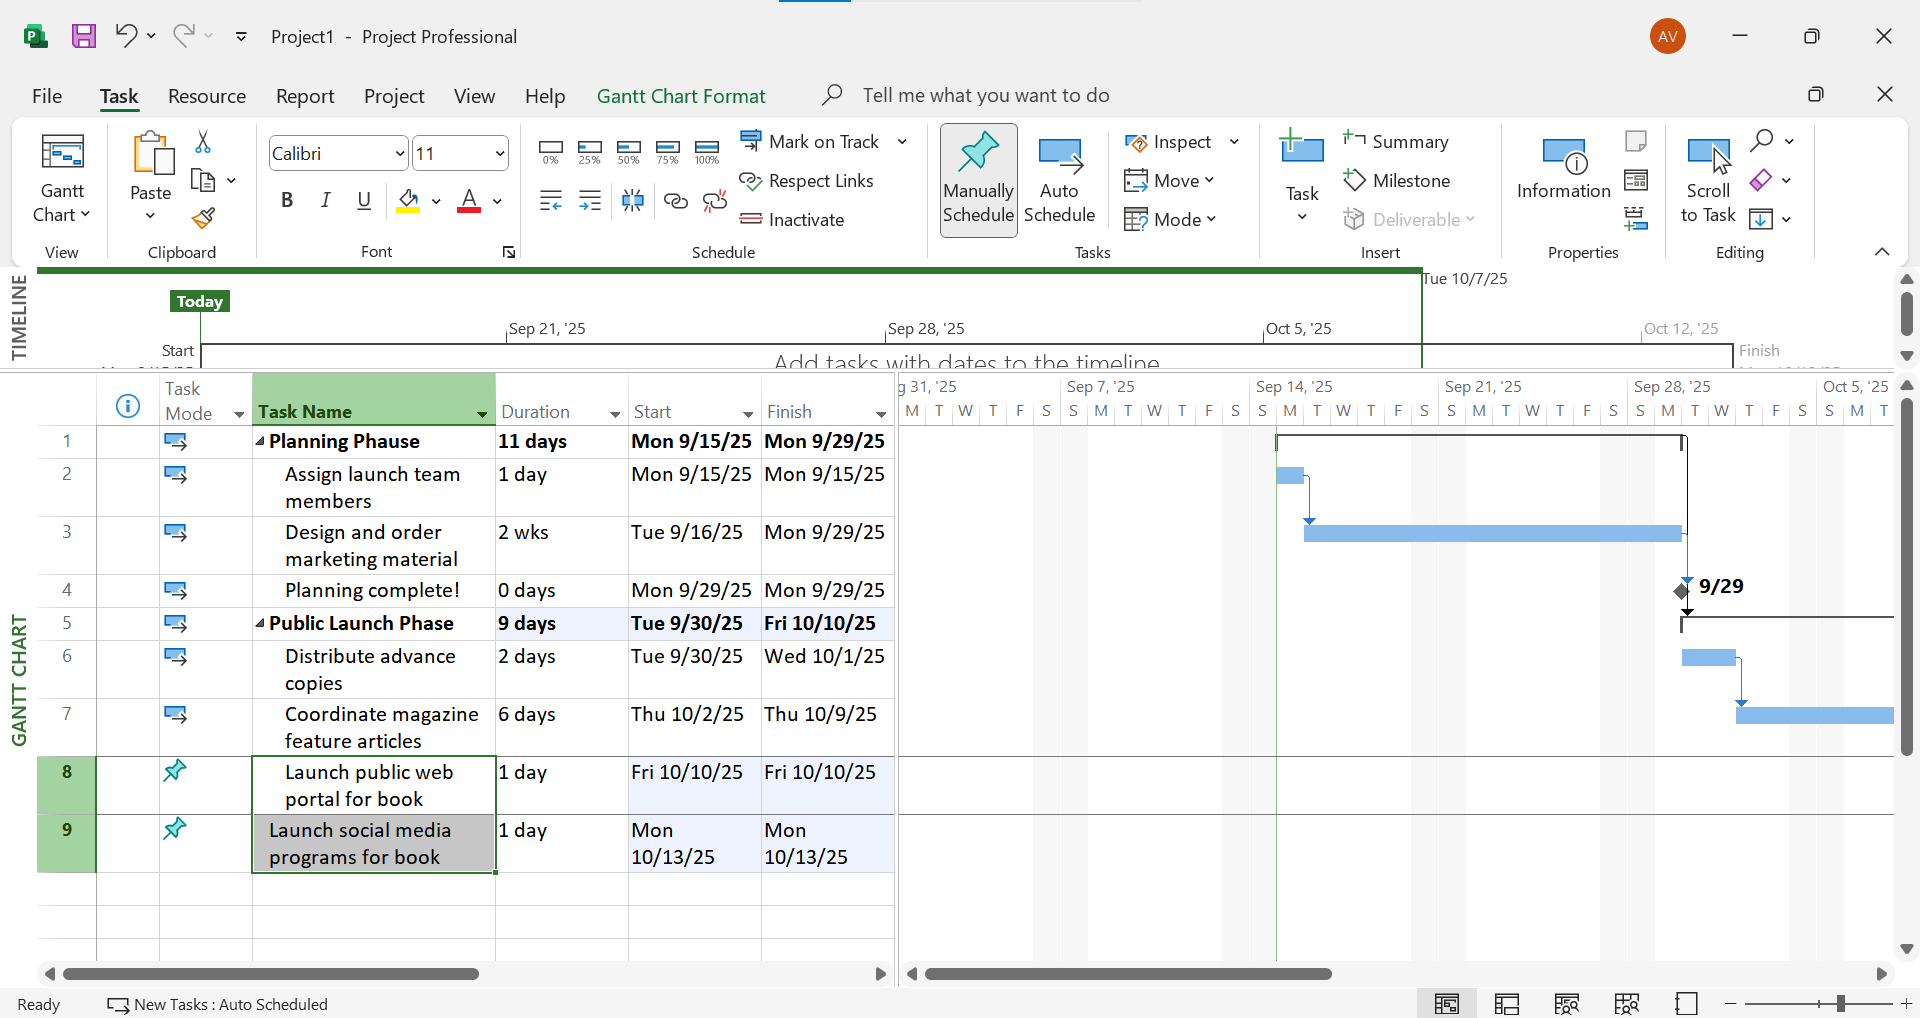 Project1 - Project Professional
AV
File Task Resource Report Project View Help Gantt Chart Format Tell me what you want to do
Gantt
Chart
View
Paste
Clipboard
Calibri 11
B I U A
Font
0% 25% 50% 75% 100%
Mark on Track
Respect Links
Inactivate
Schedule
Manually
Schedule
Auto
Schedule
Inspect
Move
Mode
Tasks
Task
Summary
Milestone
Deliverable
Insert
Information
Properties
Scroll
to Task
Editing
TIMELINE
Tue 10/7/25
Today
Sep 21, '25 Sep 28, '25 Oct 5, '25 Oct 12, '25
Start
Add tasks with dates to the timeline
Finish
GANTT CHART
Task
Mode
Task Name Duration Start Finish
31, '25 Sep 7, '25 Sep 14, '25 Sep 21, '25 Sep 28, '25 Oct 5, '25
M T W T F S S M T W T F S S M T W T F S S M T W T F S S M T W T F S S M T
1 Planning Phause 11 days Mon 9/15/25 Mon 9/29/25
2 Assign launch team 1 day Mon 9/15/25 Mon 9/15/25
members
3 Design and order 2 wks Tue 9/16/25 Mon 9/29/25
marketing material
4 Planning complete! 0 days Mon 9/29/25 Mon 9/29/25 9/29
5 Public Launch Phase 9 days Tue 9/30/25 Fri 10/10/25
6 Distribute advance 2 days Tue 9/30/25 Wed 10/1/25
copies
7 Coordinate magazine 6 days Thu 10/2/25 Thu 10/9/25
feature articles
8 Launch public web 1 day Fri 10/10/25 Fri 10/10/25
portal for book
9 Launch social media 1 day Mon Mon
programs for book 10/13/25 10/13/25
Ready New Tasks : Auto Scheduled